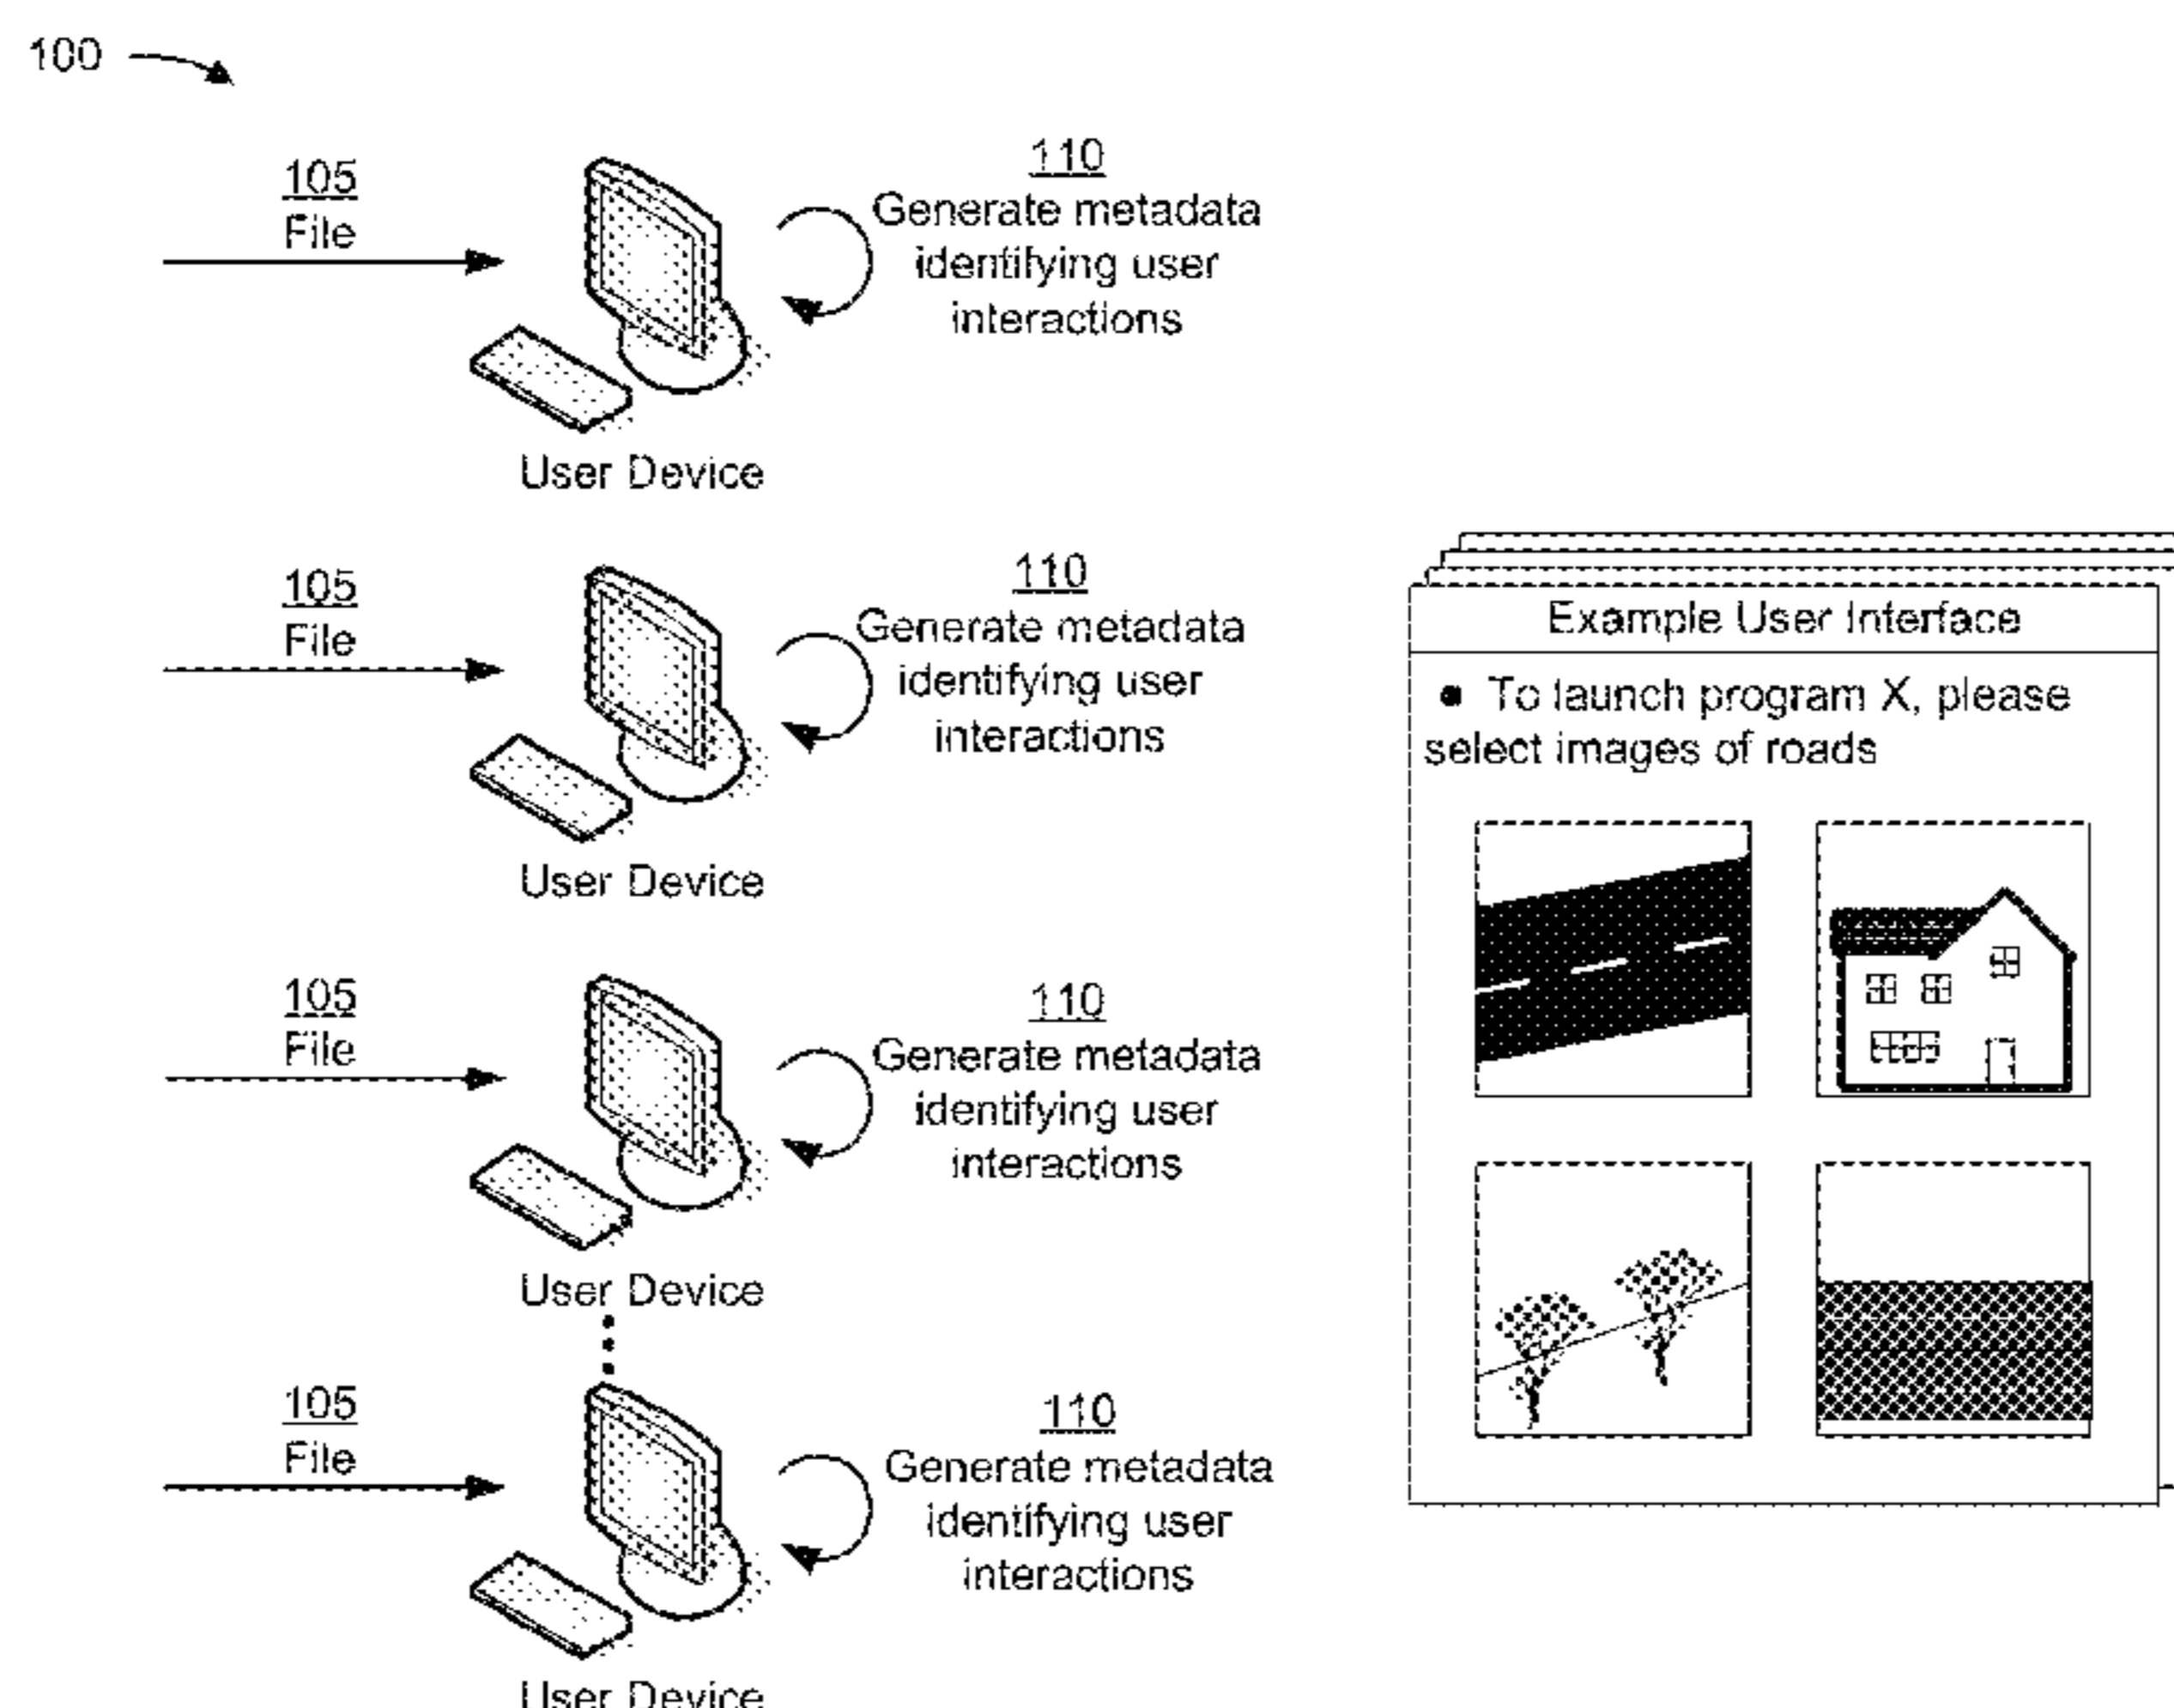 100
105
File
110
Generate metadata
identifying user
interactions
User Device
105
File
110
Generate metadata
identifying user
interactions
User Device
105
File
110
Generate metadata
identifying user
interactions
User Device
105
File
110
Generate metadata
identifying user
interactions
User Device
Example User Interface
• To launch program X, please
select images of roads